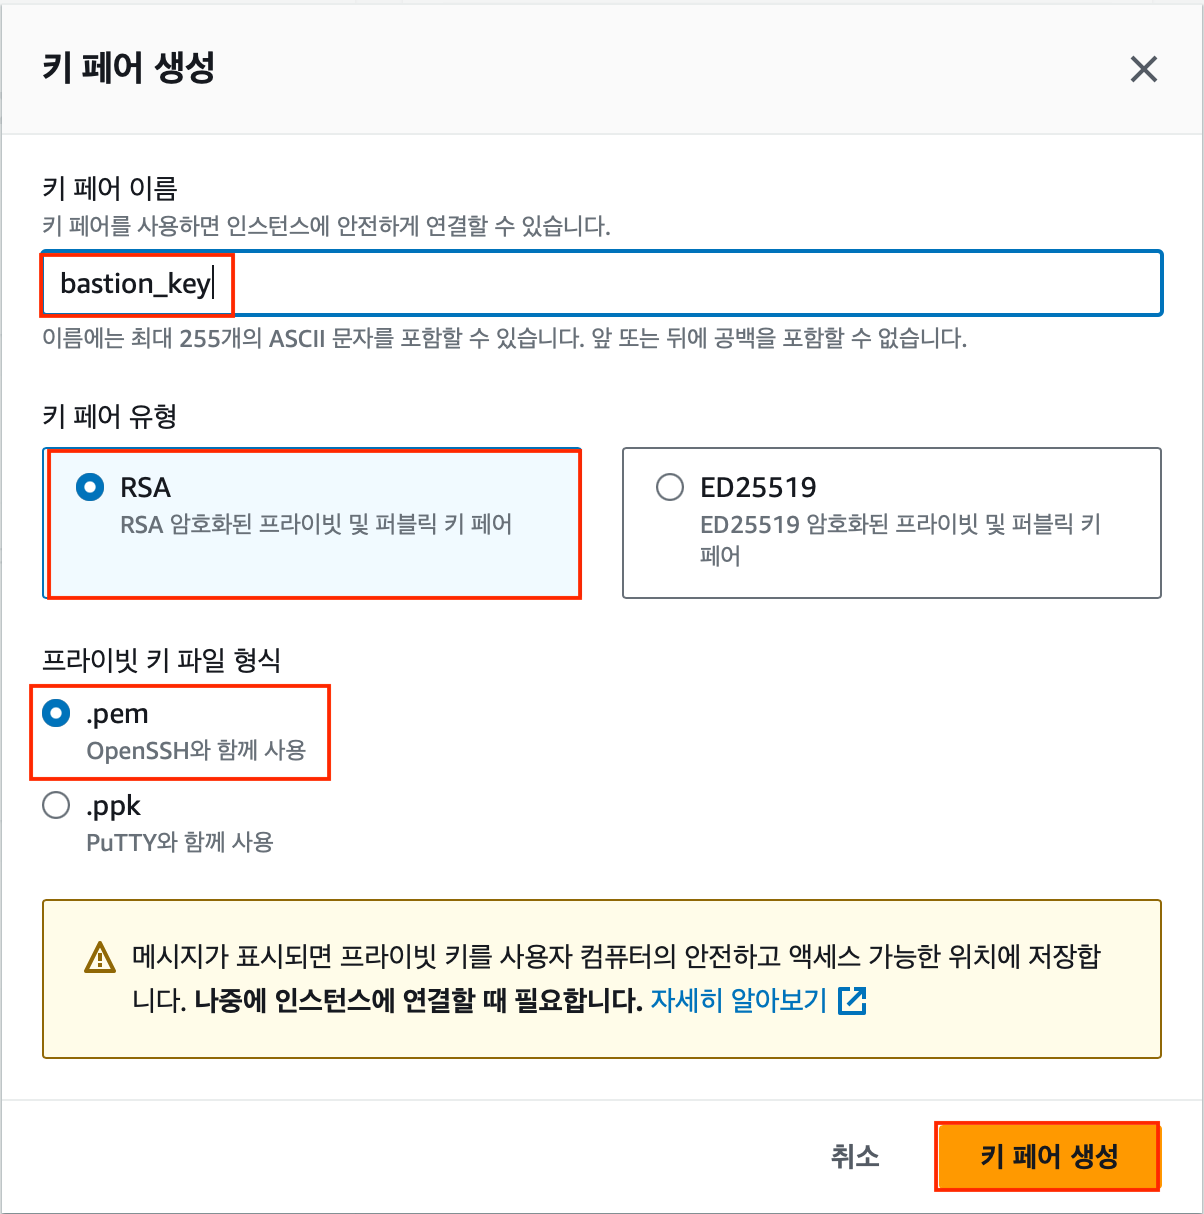 키 페어 생성
키 페어 이름
키 페어를 사용하면 인스턴스에 안전하게 연결할 수 있습니다.
bastion_key
이름에는 최대 255개의 ASCII 문자를 포함할 수 있습니다. 앞 또는 뒤에 공백을 포함할 수 없습니다.
키 페어 유형
RSA
RSA 암호화된 프라이빗 및 퍼블릭 키 페어
ED25519
ED25519 암호화된 프라이빗 및 퍼블릭 키
페어
프라이빗 키 파일 형식
.pem
OpenSSH와 함께 사용
.ppk
PuTTY와 함께 사용
메시지가 표시되면 프라이빗 키를 사용자 컴퓨터의 안전하고 액세스 가능한 위치에 저장합
니다. 나중에 인스턴스에 연결할 때 필요합니다. 자세히 알아보기
취소
키 페어 생성